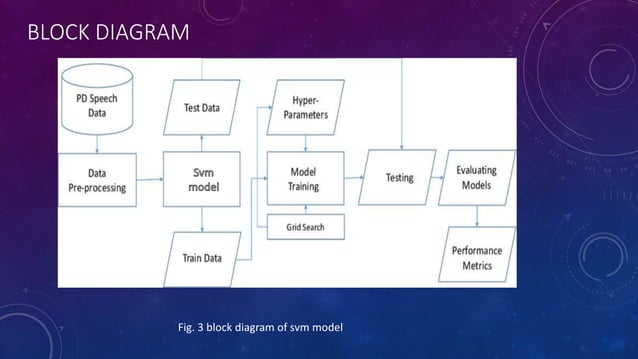 BLOCK DIAGRAM
PD Speech
Data
Test Data
Hyper-
Parameters
Data
Pre-processing
Svm
model
Model
Training
Testing
Evaluating
Models
Grid Search
Train Data
Performance
Metrics
Fig. 3 block diagram of svm model